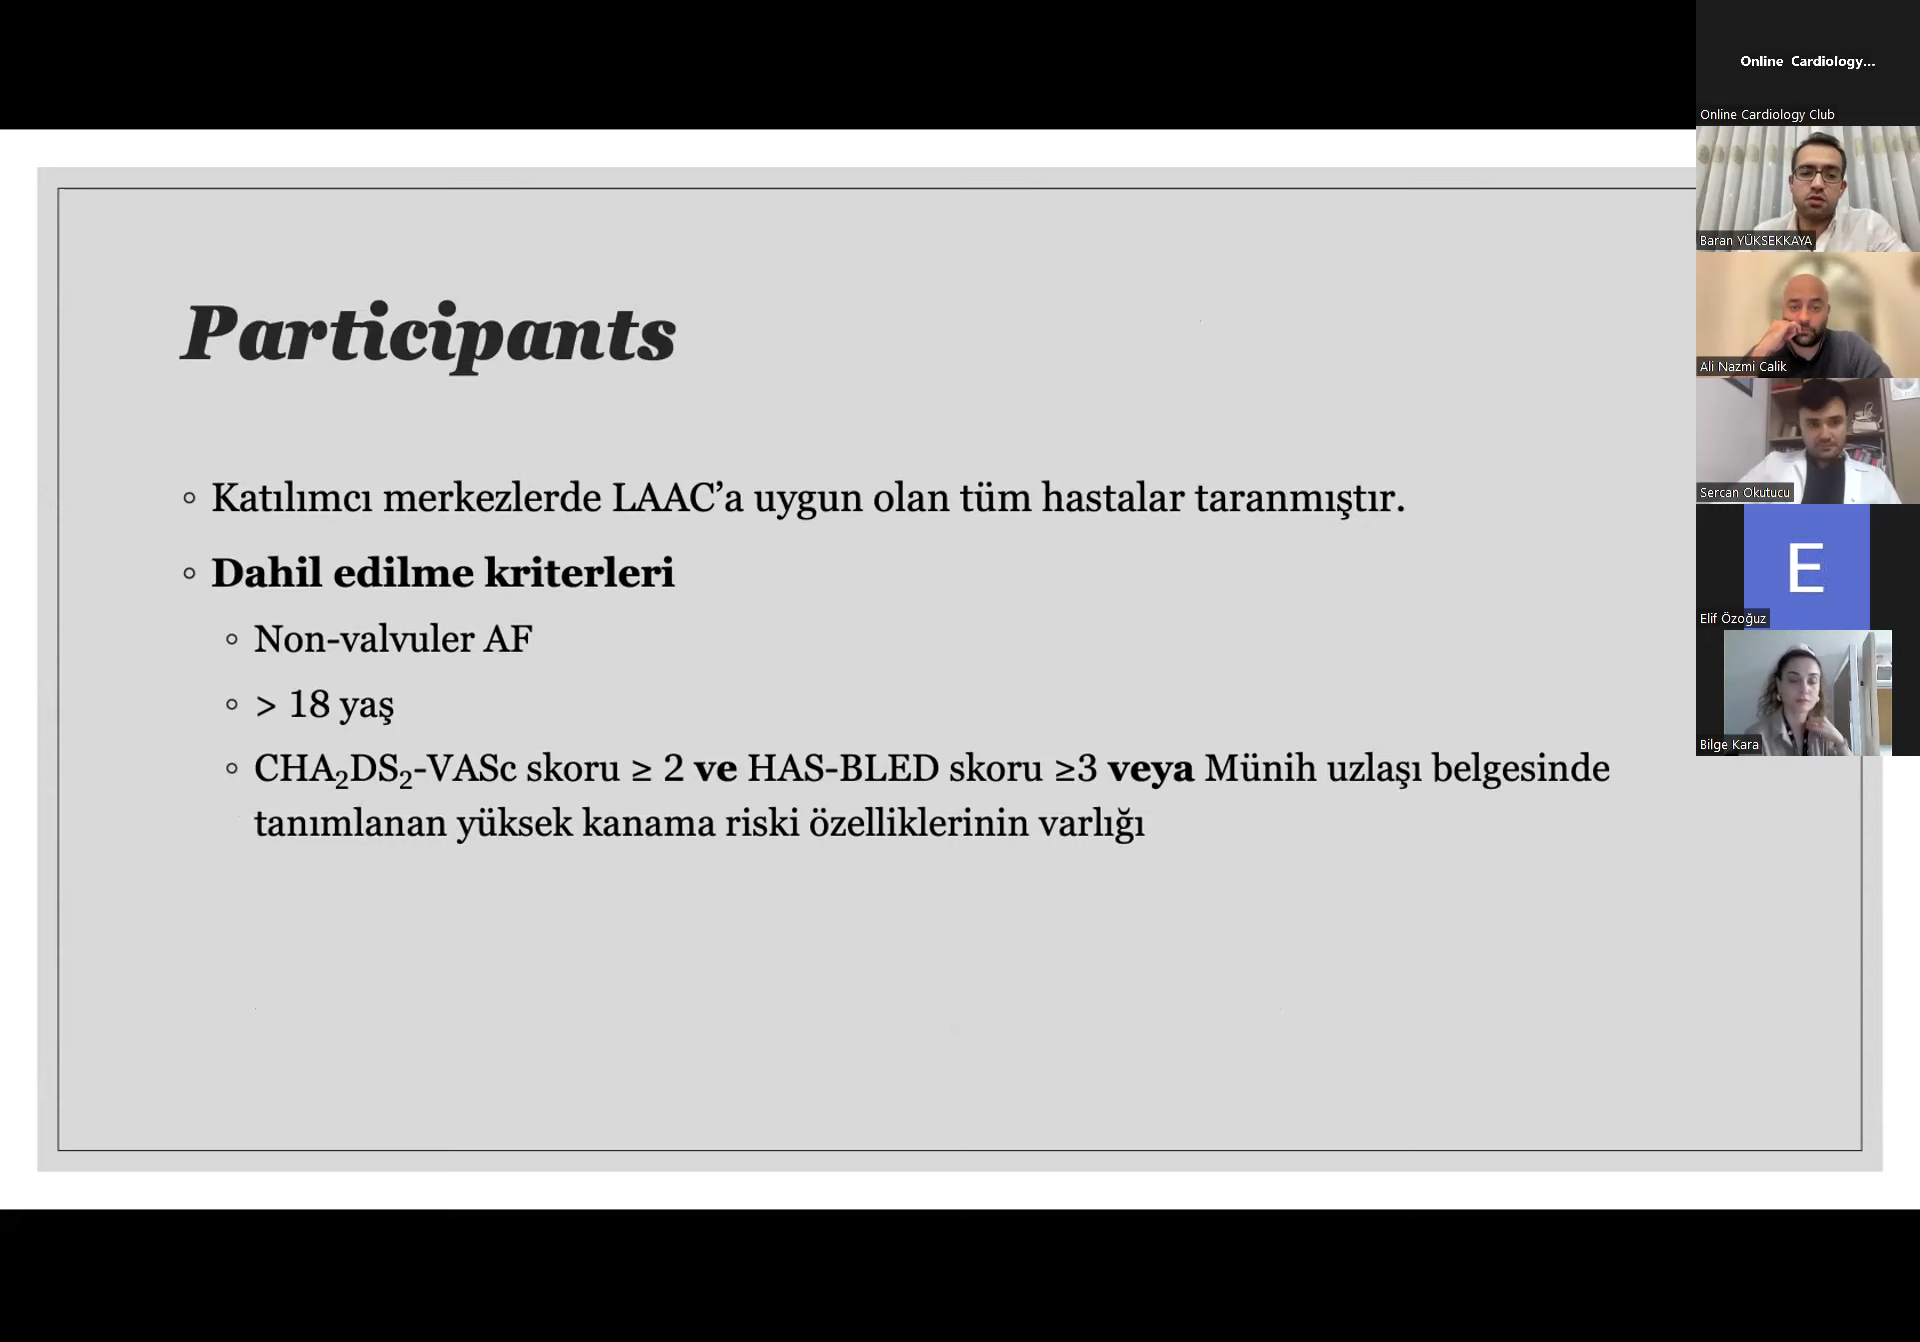 Participants
Katılımcı merkezlerde LAAC’a uygun olan tüm hastalar taranmıştır.
Dahil edilme kriterleri
Non-valvuler AF
> 18 yaş
CHA₂DS₂-VASc skoru ≥ 2 ve HAS-BLED skoru ≥3 veya Münih uzlaşı belgesinde
tanımlanan yüksek kanama riski özelliklerinin varlığı
Online Cardiology...
Online Cardiology Club
Baran YÜKSEKKAYA
Ali Nazmi Calik
Sercan Okutucu
E
Elif Özoğuz
Bilge Kara